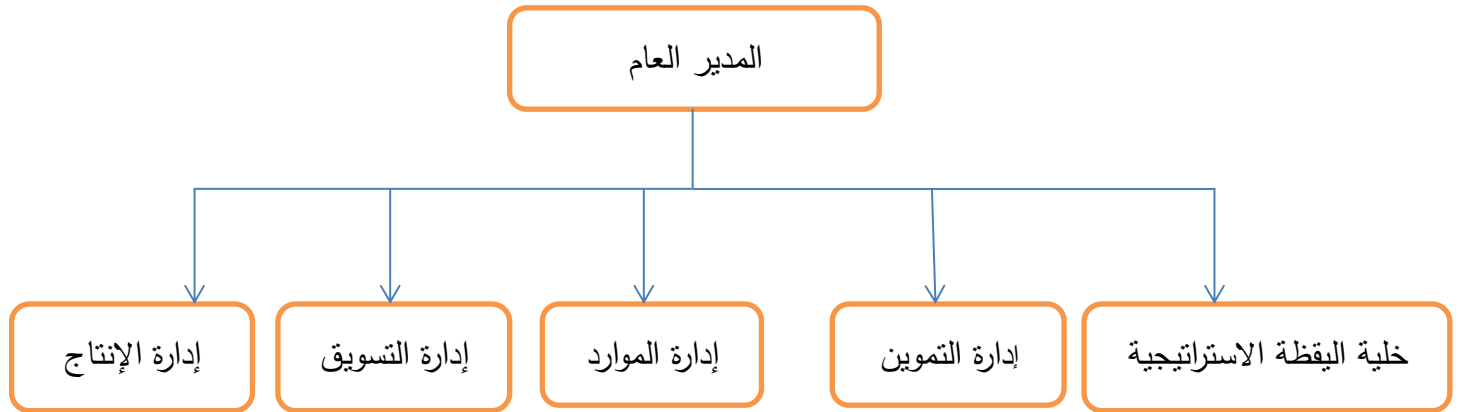 المدير العام
خلية اليقظة الاستراتيجية
إدارة التموين
إدارة الموارد
إدارة التسويق
إدارة الإنتاج